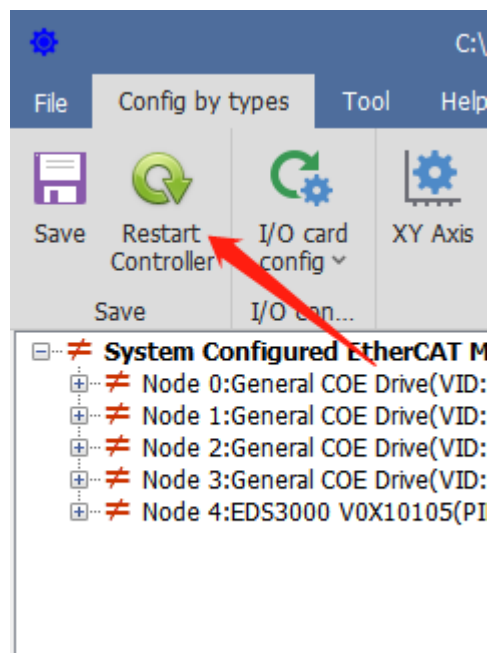 C:\
File Config by types Tool Help
Save Restart Controller I/O card config XY Axis
Save I/O con...
System Configured EtherCAT M
Node 0:General COE Drive(VID:
Node 1:General COE Drive(VID:
Node 2:General COE Drive(VID:
Node 3:General COE Drive(VID:
Node 4:EDS3000 V0X10105(PI